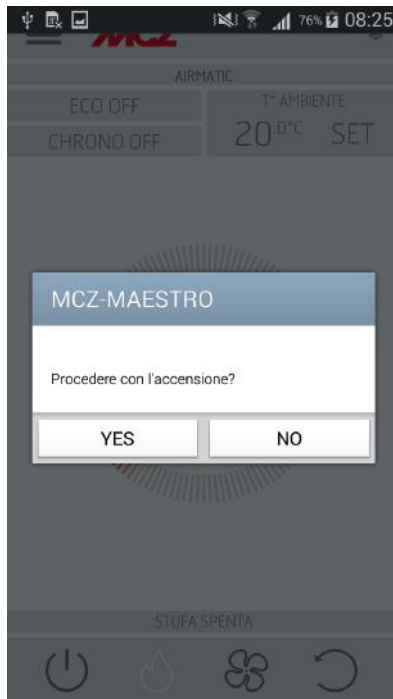 76% 08:25
MCZ
AIRMATIC
ECO OFF
T° AMBIENTE
CHRONO OFF
20.0°C SET
MCZ-MAESTRO
Procedere con l'accensione?
YES NO
STUFA SPENTA